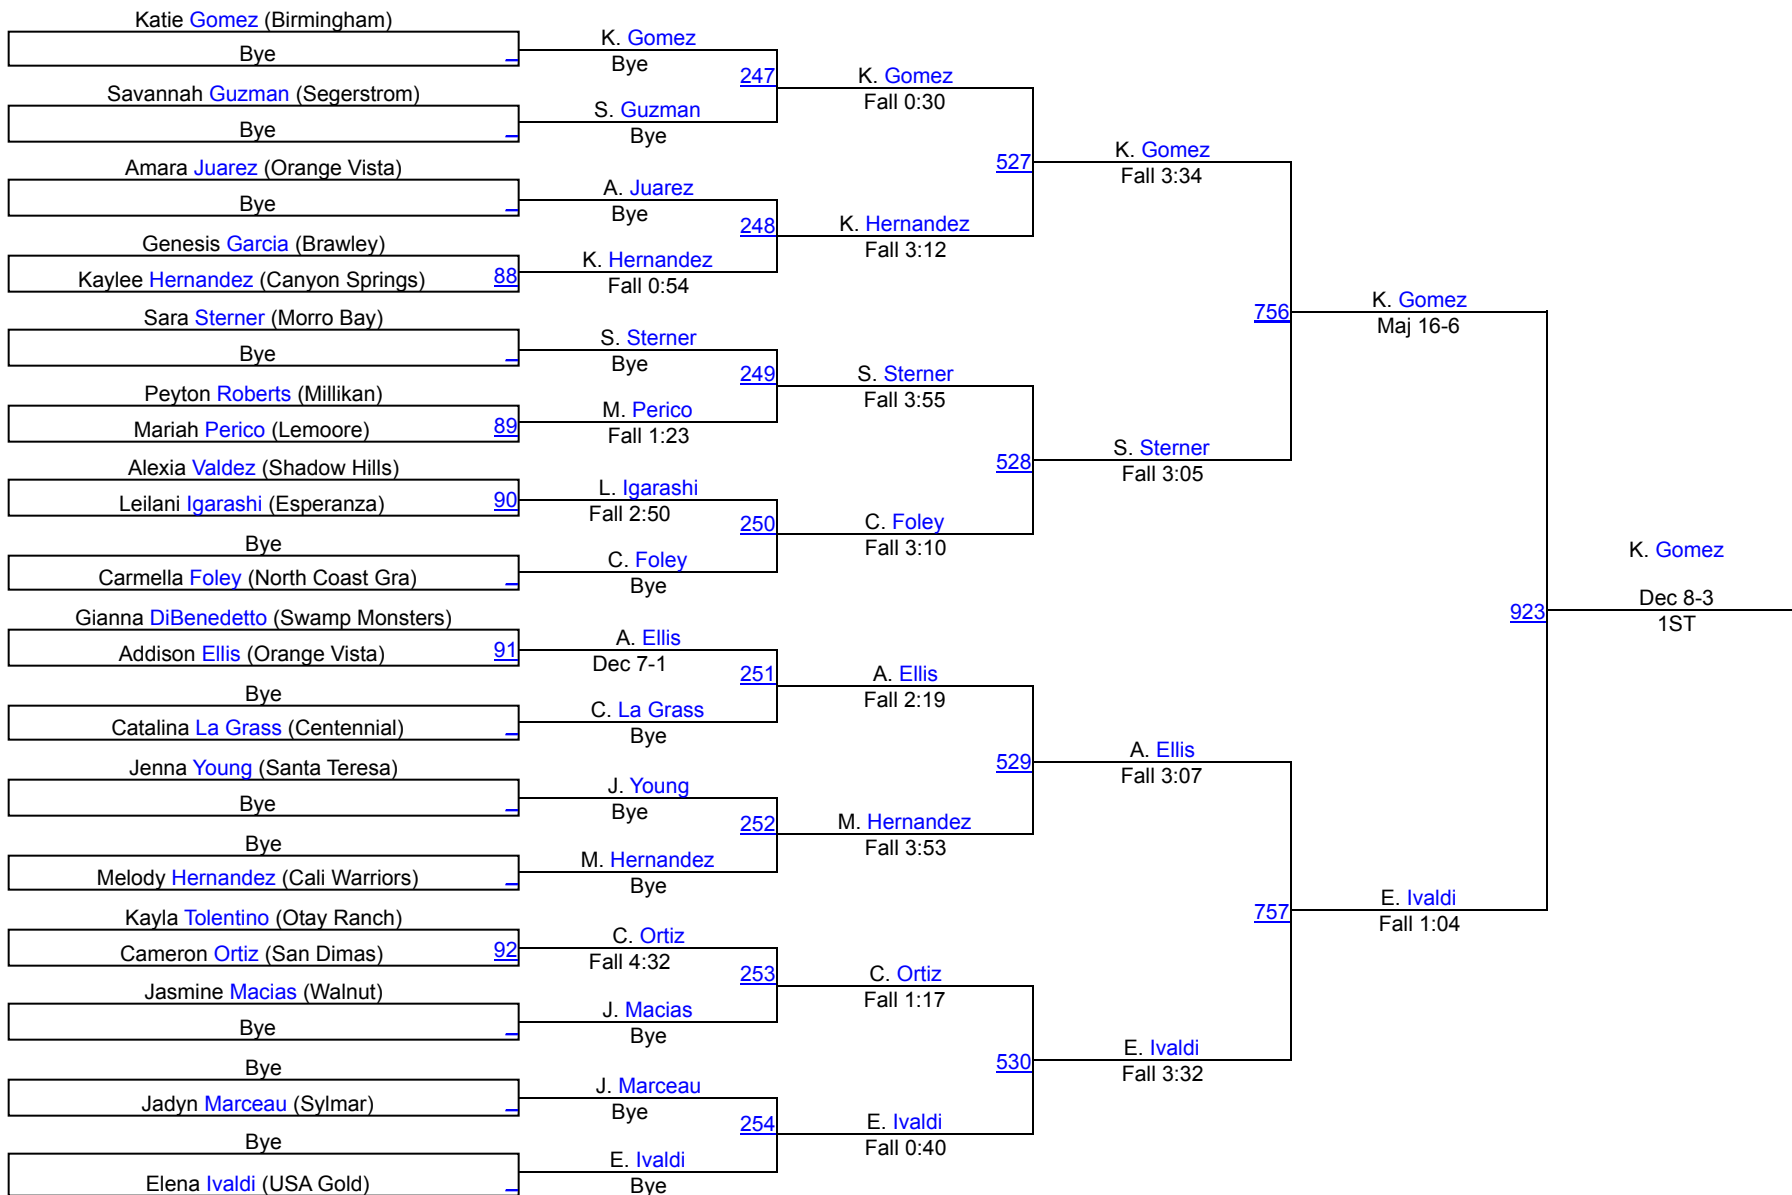 Katie Gomez (Birmingham)
Bye
Savannah Guzman (Segerstrom)
Bye
Amara Juarez (Orange Vista)
Bye
Genesis Garcia (Brawley)
Kaylee Hernandez (Canyon Springs) 88
Sara Sterner (Morro Bay)
Bye
Peyton Roberts (Millikan)
Mariah Perico (Lemoore) 89
Alexia Valdez (Shadow Hills)
Leilani Igarashi (Esperanza) 90
Bye
Carmella Foley (North Coast Gra)
Gianna DiBenedetto (Swamp Monsters)
Addison Ellis (Orange Vista) 91
Bye
Catalina La Grass (Centennial)
Jenna Young (Santa Teresa)
Bye
Bye
Melody Hernandez (Cali Warriors)
Kayla Tolentino (Otay Ranch)
Cameron Ortiz (San Dimas) 92
Jasmine Macias (Walnut)
Bye
Bye
Jadyn Marceau (Sylmar)
Bye
Elena Ivaldi (USA Gold)
K. Gomez
Bye
247
S. Guzman
Bye
A. Juarez
Bye
248
K. Hernandez
Fall 0:54
S. Sterner
Bye
249
M. Perico
Fall 1:23
L. Igarashi
Fall 2:50
250
C. Foley
Bye
A. Ellis
Dec 7-1
251
C. La Grass
Bye
J. Young
Bye
252
M. Hernandez
Bye
C. Ortiz
Fall 4:32
253
J. Macias
Bye
J. Marceau
Bye
254
E. Ivaldi
Bye
K. Gomez
Fall 0:30
527
K. Hernandez
Fall 3:12
S. Sterner
Fall 3:55
528
C. Foley
Fall 3:10
A. Ellis
Fall 2:19
529
M. Hernandez
Fall 3:53
C. Ortiz
Fall 1:17
530
E. Ivaldi
Fall 0:40
K. Gomez
Fall 3:34
756
S. Sterner
Fall 3:05
A. Ellis
Fall 3:07
757
E. Ivaldi
Fall 3:32
K. Gomez
Maj 16-6
923
E. Ivaldi
Fall 1:04
K. Gomez
Dec 8-3
1ST